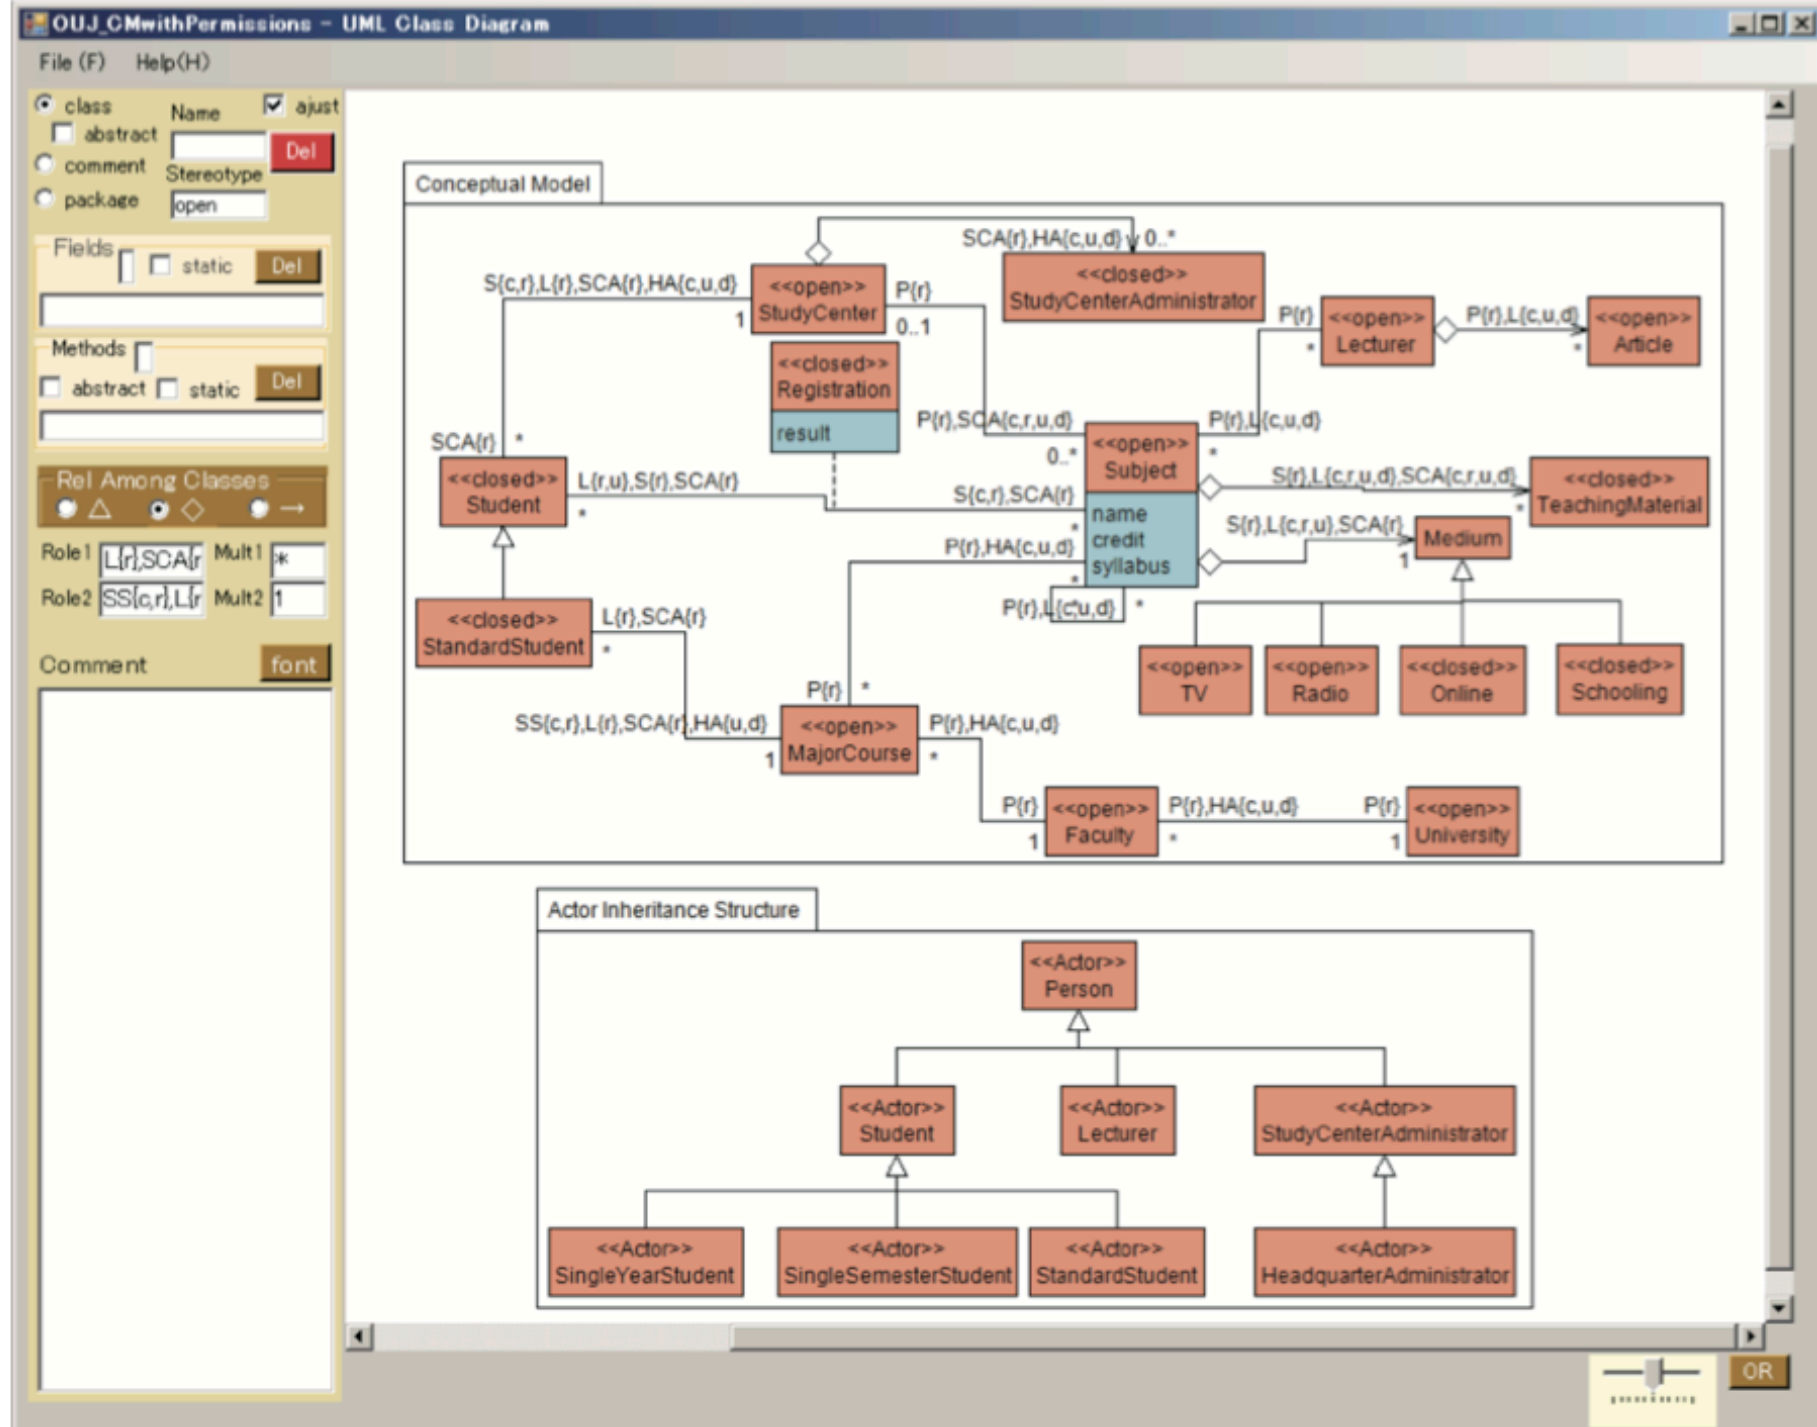 OUJ_CMwithPermissions - UML Class Diagram
File (F) Help(H)
class
abstract
comment
package
Name
ajust
Del
Stereotype
open
Fields
static
Del
Methods
abstract
static
Del
Rel Among Classes
Role1
L{r},SCA{r
Mult1
*
Role2
SS{c,r},L{r
Mult2
1
Comment
font
Conceptual Model
SCA{r},HA{c,u,d}
0..*
<<closed>>
StudyCenterAdministrator
S{c,r},L{r},SCA{r},HA{c,u,d}
1
<<open>>
StudyCenter
P{r}
0..1
P{r}
*
<<open>>
Lecturer
P{r},L{c,u,d}
*
<<open>>
Article
<<closed>>
Registration
result
P{r},SCA{c,r,u,d}
0..*
<<open>>
Subject
name
credit
syllabus
P{r},L{c,u,d}
*
SCA{r}
*
<<closed>>
Student
L{r,u},S{r},SCA{r}
*
S{c,r},SCA{r}
*
S{r},L{c,r,u,d},SCA{c,r,u,d}
*
<<closed>>
TeachingMaterial
S{r},L{c,r,u},SCA{r}
1
Medium
P{r},HA{c,u,d}
*
P{r},L{c,u,d}
*
*
<<closed>>
StandardStudent
L{r},SCA{r}
*
<<open>>
TV
<<open>>
Radio
<<closed>>
Online
<<closed>>
Schooling
P{r}
*
SS{c,r},L{r},SCA{r},HA{u,d}
1
<<open>>
MajorCourse
P{r},HA{c,u,d}
*
P{r}
1
<<open>>
Faculty
P{r},HA{c,u,d}
*
P{r}
1
<<open>>
University
Actor Inheritance Structure
<<Actor>>
Person
<<Actor>>
Student
<<Actor>>
Lecturer
<<Actor>>
StudyCenterAdministrator
<<Actor>>
SingleYearStudent
<<Actor>>
SingleSemesterStudent
<<Actor>>
StandardStudent
<<Actor>>
HeadquarterAdministrator
OR